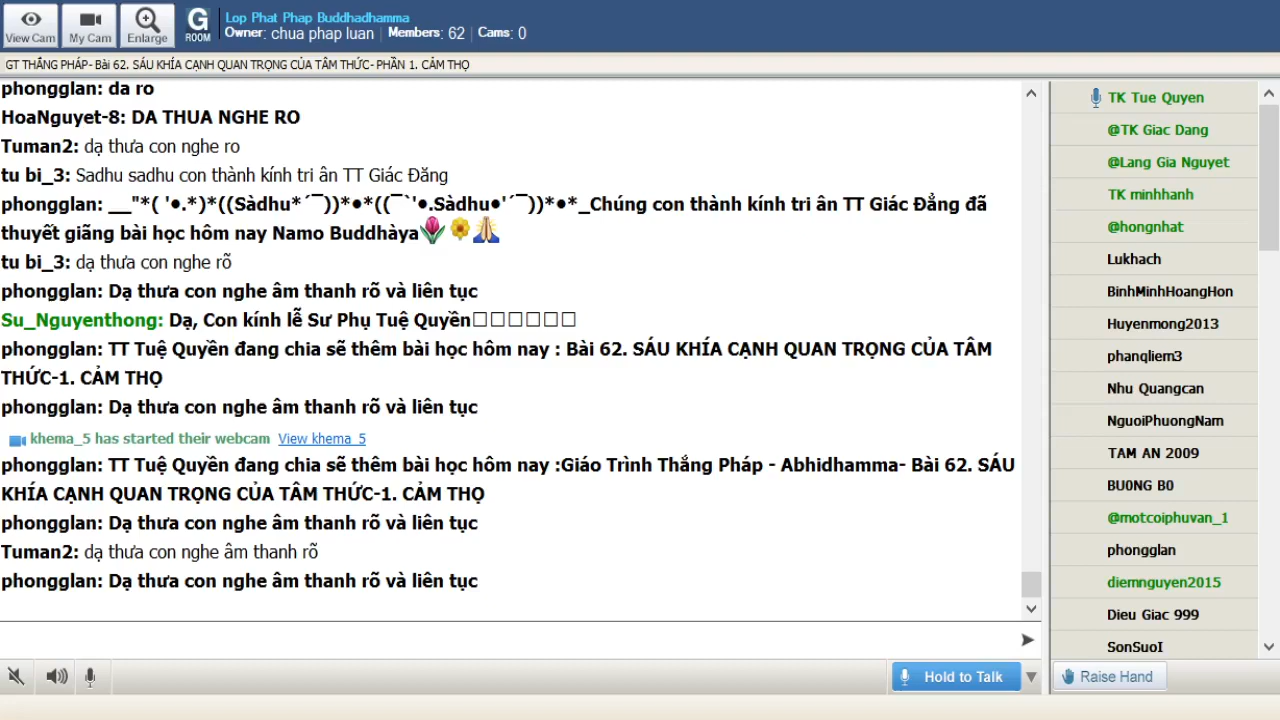 View Cam
My Cam
Enlarge
G
ROOM
Lop Phat Phap Buddhadhamma
Owner: chua phap luan | Members: 62 | Cams: 0
GT THẮNG PHÁP- Bài 62. SÁU KHÍA CẠNH QUAN TRỌNG CỦA TÂM THỨC- PHẦN 1. CẢM THỌ
phongglan: da ro
HoaNguyet-8: DA THUA NGHE RO
Tuman2: dạ thưa con nghe ro
tu bi_3: Sadhu sadhu con thành kính tri ân TT Giác Đăng
phongglan: __"*( '●.*)*((Sàdhu*´¯))*●*((¯`'●.Sàdhu●'´¯))*●*_Chúng con thành kính tri ân TT Giác Đẳng đã
thuyết giãng bài học hôm nay Namo Buddhàya🌷🌼🙏
tu bi_3: dạ thưa con nghe rõ
phongglan: Dạ thưa con nghe âm thanh rõ và liên tục
Su_Nguyenthong: Dạ, Con kính lễ Sư Phụ Tuệ Quyền□□□□□□
phongglan: TT Tuệ Quyền đang chia sẽ thêm bài học hôm nay : Bài 62. SÁU KHÍA CẠNH QUAN TRỌNG CỦA TÂM
THỨC-1. CẢM THỌ
phongglan: Dạ thưa con nghe âm thanh rõ và liên tục
khema_5 has started their webcam View khema_5
phongglan: TT Tuệ Quyền đang chia sẽ thêm bài học hôm nay :Giáo Trình Thắng Pháp - Abhidhamma- Bài 62. SÁU
KHÍA CẠNH QUAN TRỌNG CỦA TÂM THỨC-1. CẢM THỌ
phongglan: Dạ thưa con nghe âm thanh rõ và liên tục
Tuman2: dạ thưa con nghe âm thanh rõ
phongglan: Dạ thưa con nghe âm thanh rõ và liên tục
TK Tue Quyen
@TK Giac Dang
@Lang Gia Nguyet
TK minhhanh
@hongnhat
Lukhach
BinhMinhHoangHon
Huyenmong2013
phanqliem3
Nhu Quangcan
NguoiPhuongNam
TAM AN 2009
BU0NG B0
@motcoiphuvan_1
phongglan
diemnguyen2015
Dieu Giac 999
SonSuoI
Hold to Talk
Raise Hand